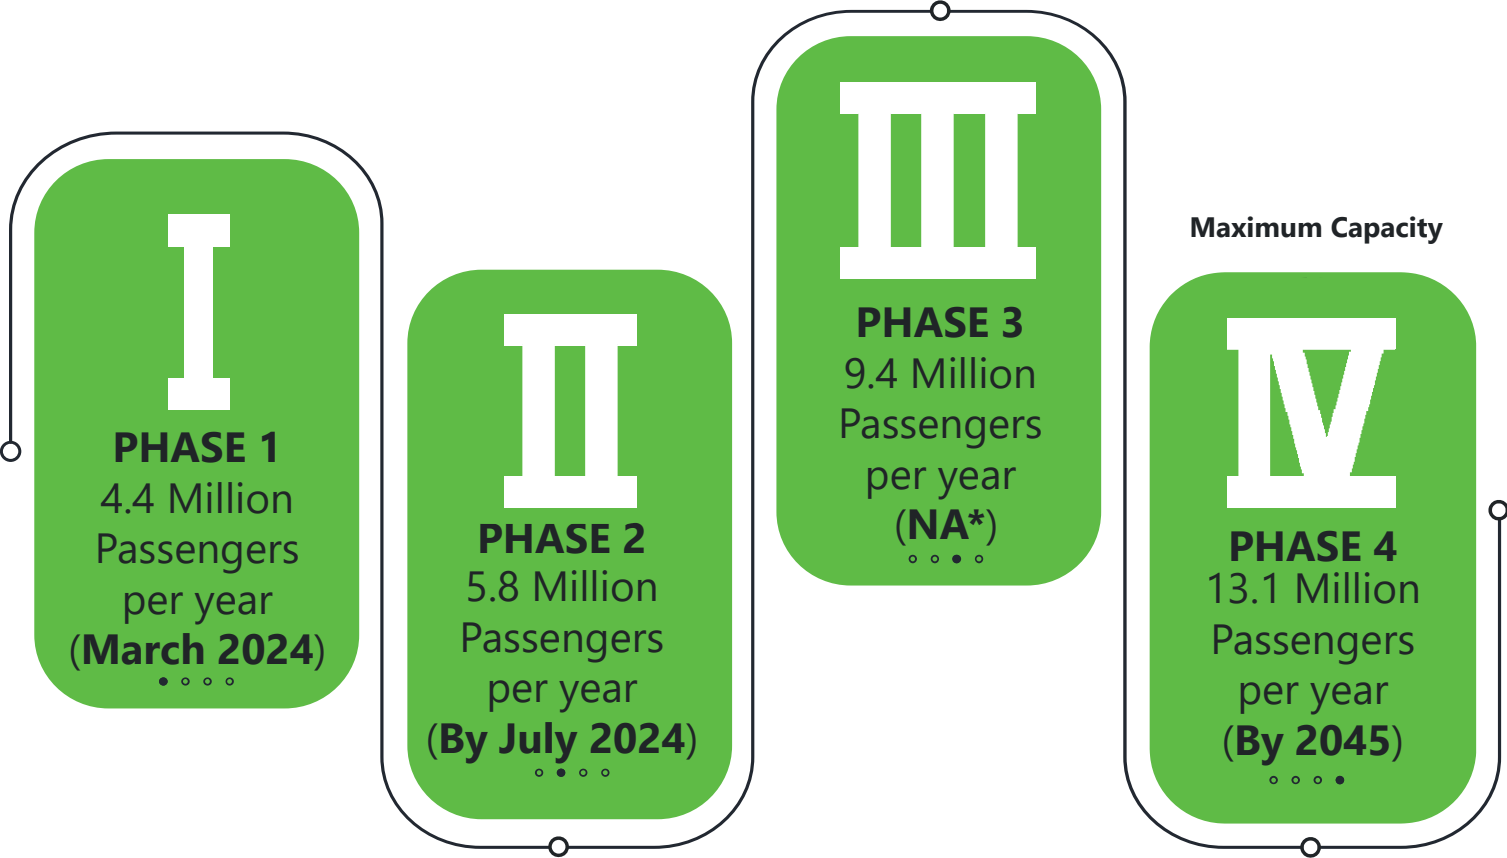 I
PHASE 1
4.4 Million
Passengers
per year
(March 2024)
II
PHASE 2
5.8 Million
Passengers
per year
(By July 2024)
III
PHASE 3
9.4 Million
Passengers
per year
(NA*)
Maximum Capacity
IV
PHASE 4
13.1 Million
Passengers
per year
(By 2045)